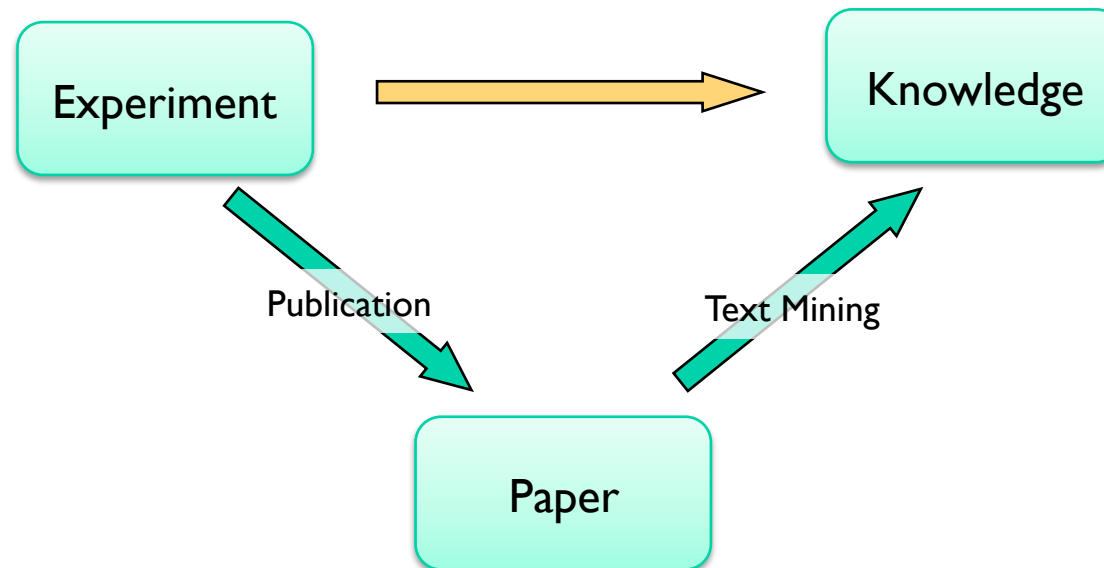 Experiment
Knowledge
Publication
Text Mining
Paper